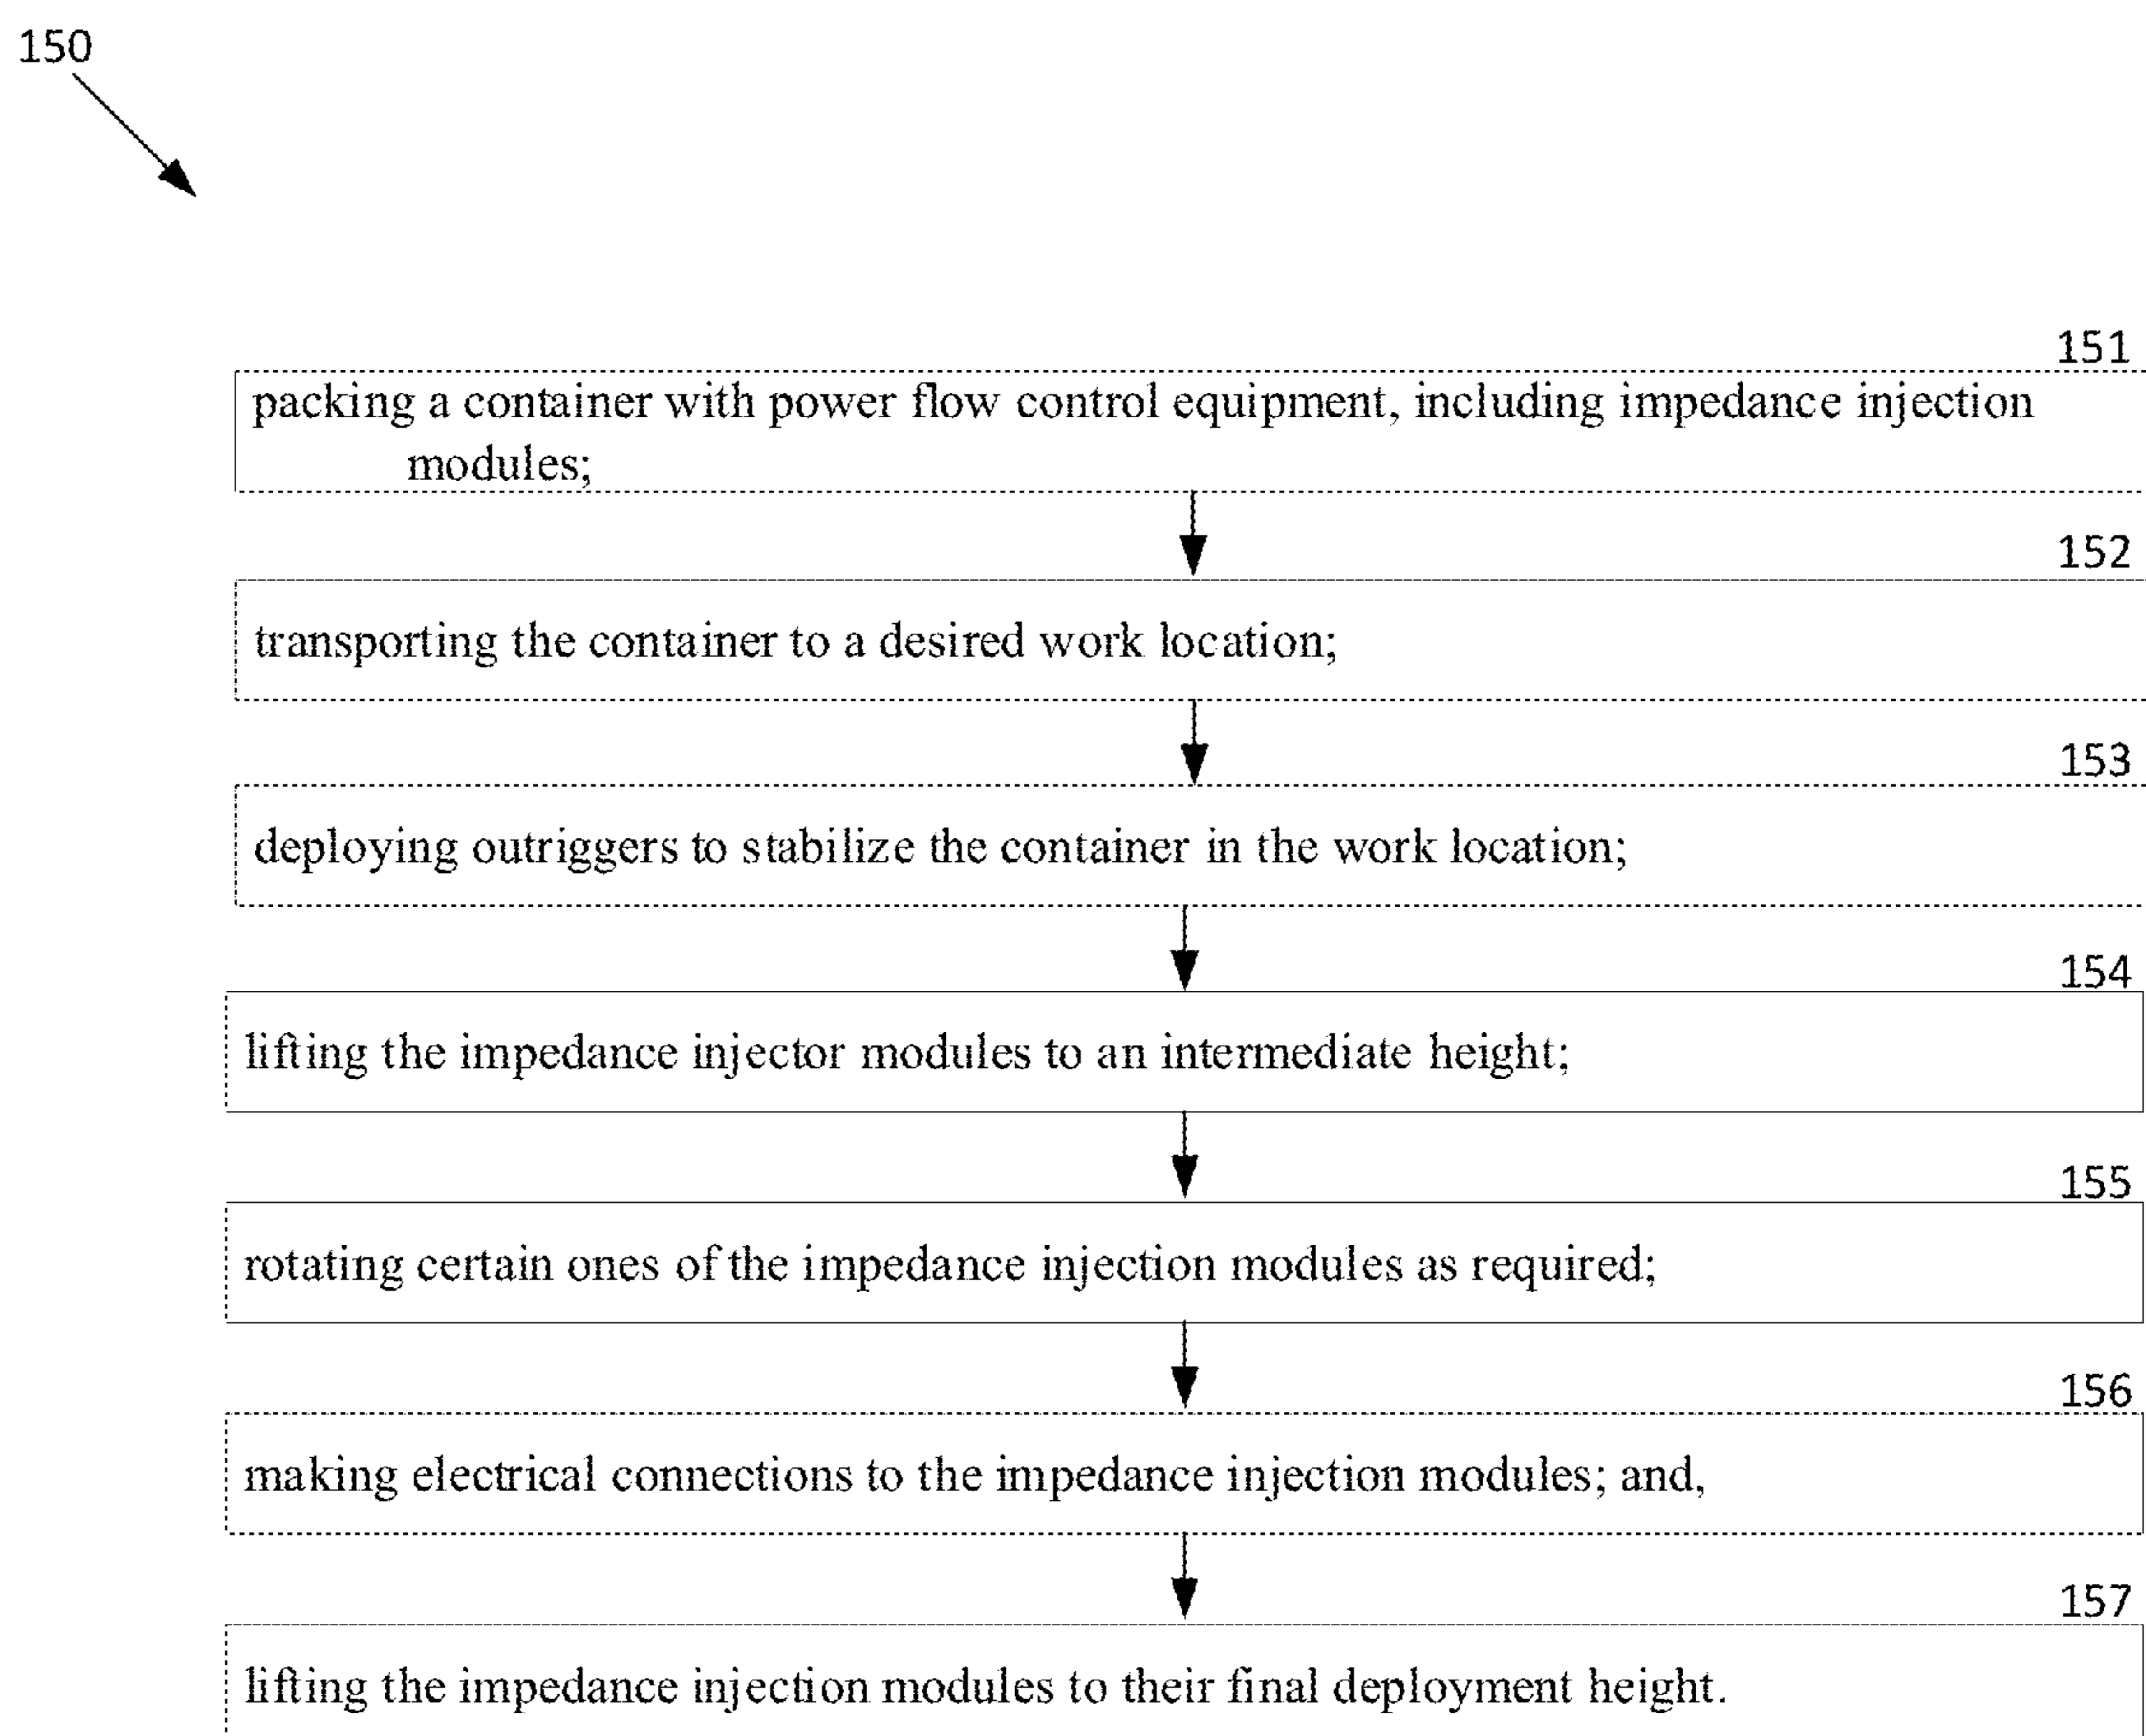 150
151
packing a container with power flow control equipment, including impedance injection
modules;
152
transporting the container to a desired work location;
153
deploying outriggers to stabilize the container in the work location;
154
lifting the impedance injector modules to an intermediate height;
155
rotating certain ones of the impedance injection modules as required;
156
making electrical connections to the impedance injection modules; and,
157
lifting the impedance injection modules to their final deployment height.